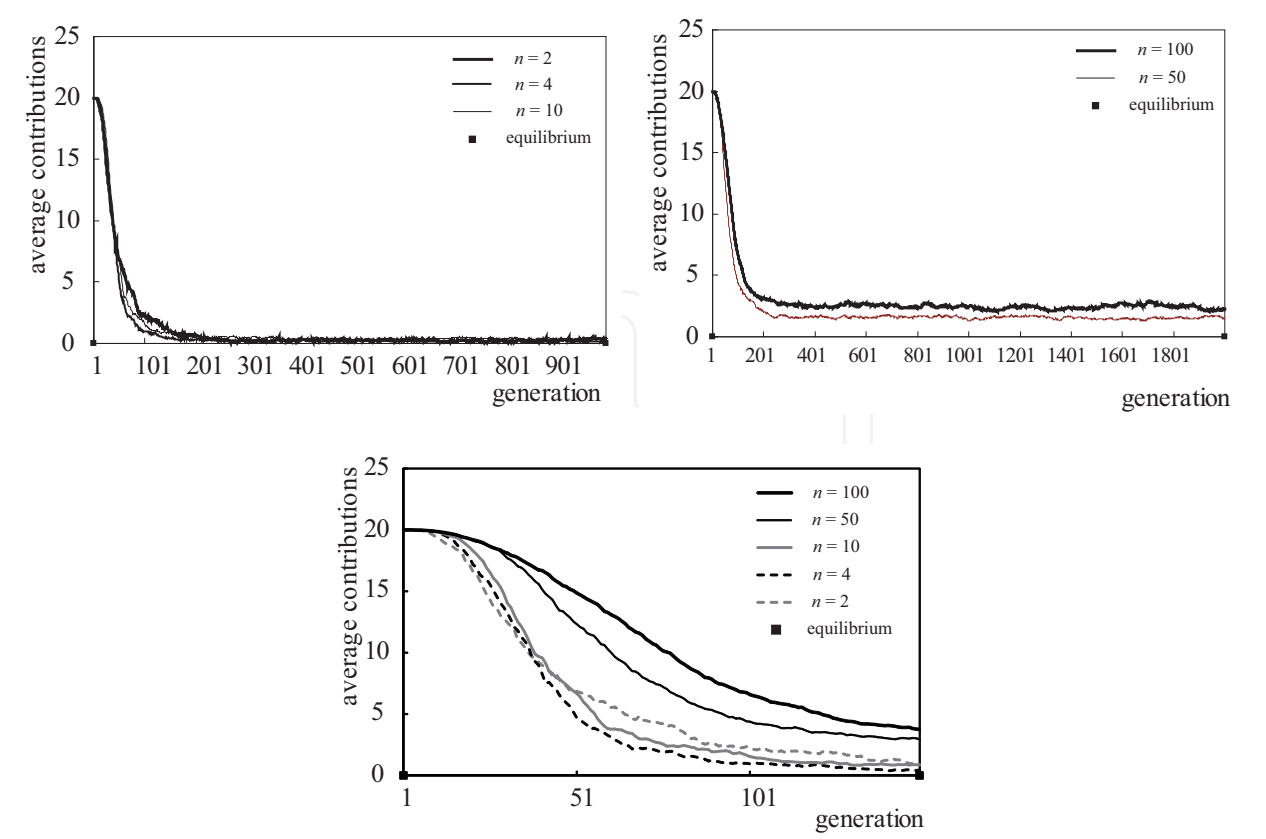 average contributions
25
20
15
10
5
0
n = 2
n = 4
n = 10
equilibrium
1 101 201 301 401 501 601 701 801 901
generation
average contributions
25
20
15
10
5
0
n = 100
n = 50
equilibrium
1 201 401 601 801 1001 1201 1401 1601 1801
generation
average contributions
25
20
15
10
5
0
n = 100
n = 50
n = 10
n = 4
n = 2
equilibrium
1 51 101
generation